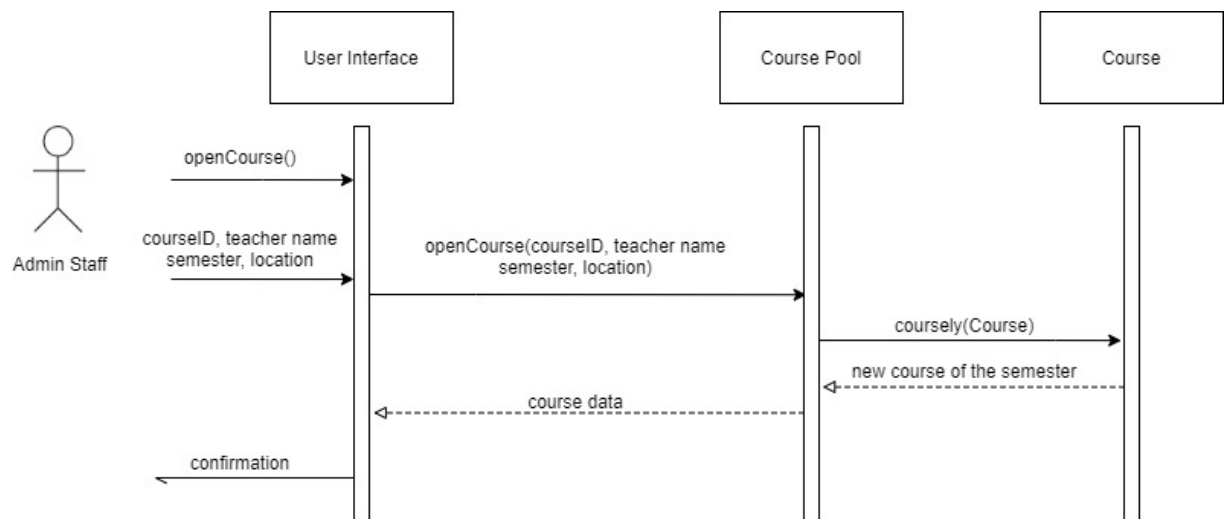 User Interface
Course Pool
Course
openCourse()
Admin Staff
courseID, teacher name
semester, location
openCourse(courseID, teacher name
semester, location)
coursely(Course)
new course of the semester
course data
confirmation